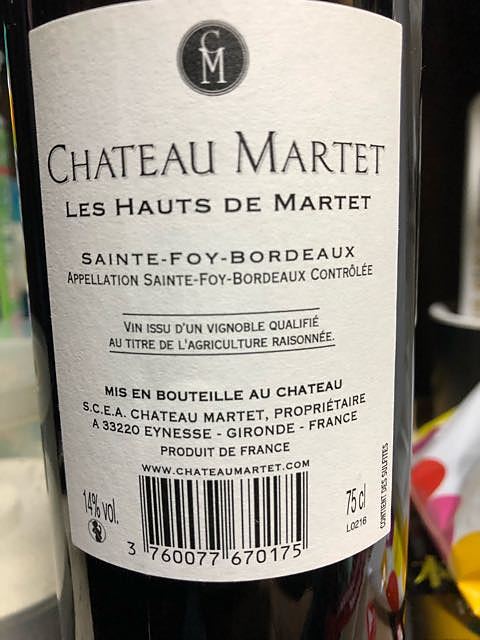 CM
CHATEAU MARTET
LES HAUTS DE MARTET
SAINTE-FOY-BORDEAUX
APPELLATION SAINTE-FOY-BORDEAUX CONTRÔLÉE
VIN ISSU D'UN VIGNOBLE QUALIFIÉ
AU TITRE DE L'AGRICULTURE RAISONNÉE.
MIS EN BOUTEILLE AU CHATEAU
S.C.E.A. CHATEAU MARTET, PROPRIÉTAIRE
A 33220 EYNESSE - GIRONDE - FRANCE
PRODUIT DE FRANCE
WWW.CHATEAUMARTET.COM
14% vol.
75 cl
L0216
CONTIENT DES SULFITES
3 760077 670175